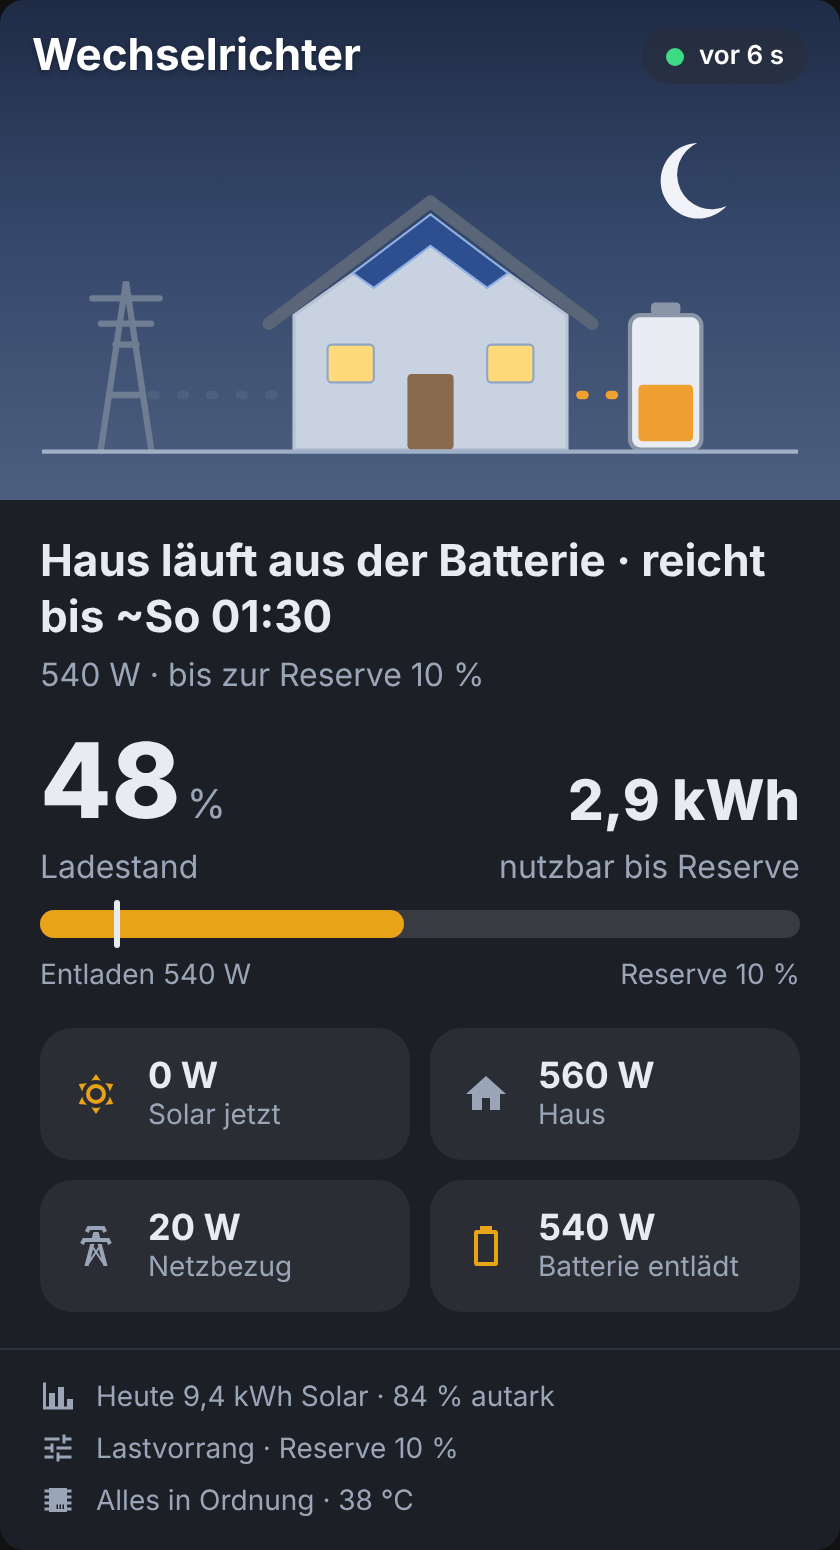 Wechselrichter
vor 6 s
Haus läuft aus der Batterie · reicht
bis ~So 01:30
540 W · bis zur Reserve 10 %
48 %
2,9 kWh
Ladestand
nutzbar bis Reserve
Entladen 540 W
Reserve 10 %
0 W
Solar jetzt
560 W
Haus
20 W
Netzbezug
540 W
Batterie entlädt
Heute 9,4 kWh Solar · 84 % autark
Lastvorrang · Reserve 10 %
Alles in Ordnung · 38 °C